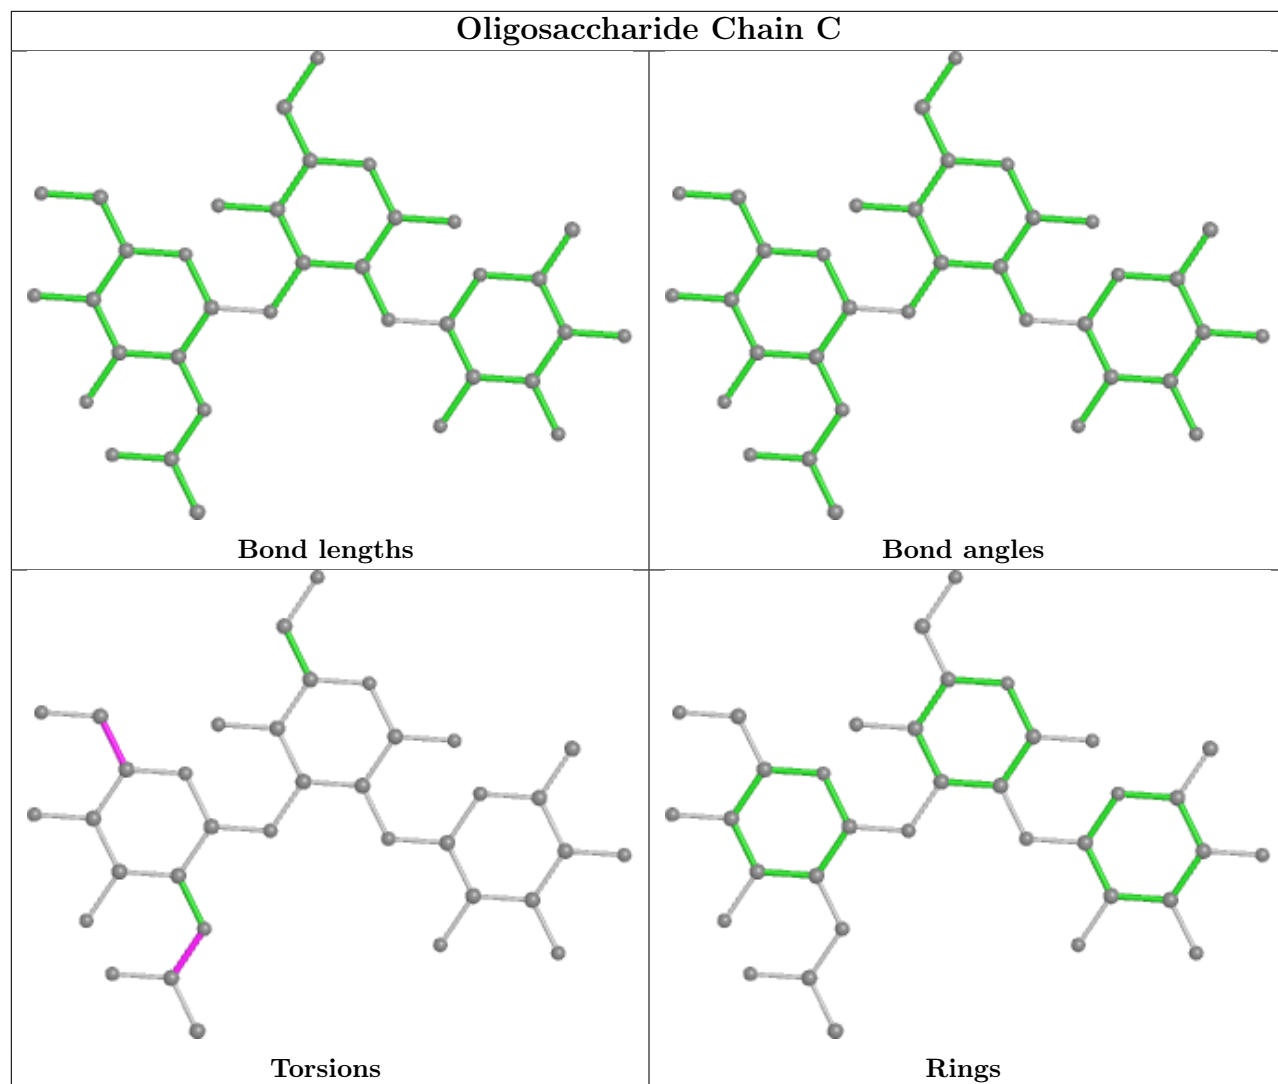 Oligosaccharide Chain C
Bond lengths
Bond angles
Torsions
Rings